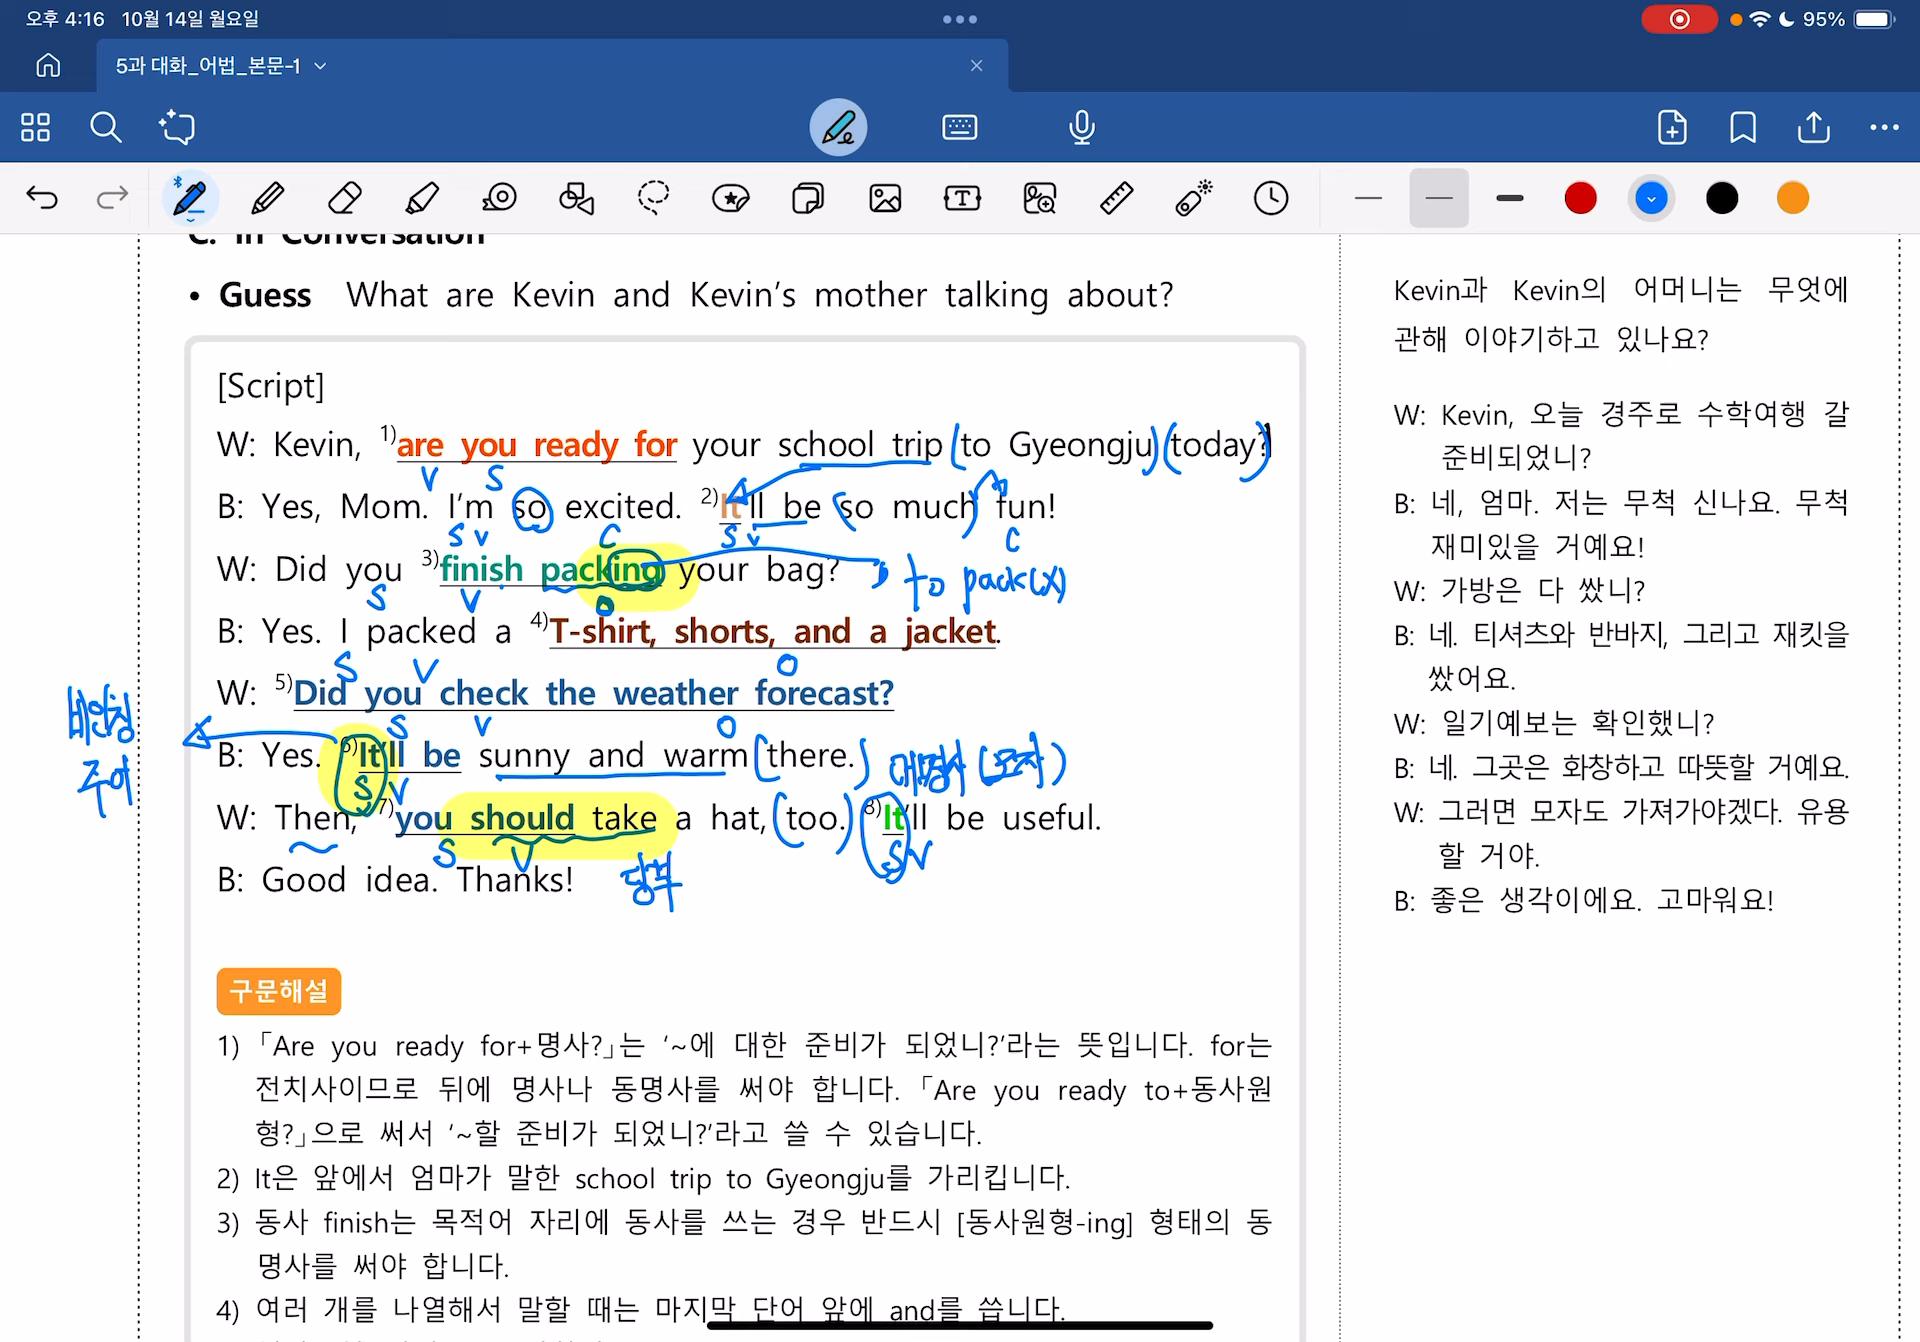 오후 4:16 10월 14일 월요일
95%
5과 대화_어법_본문-1
C. In Conversation
• Guess What are Kevin and Kevin's mother talking about?
[Script]
W: Kevin, 1)are you ready for your school trip (to Gyeongju) (today?)
V S
B: Yes, Mom. I'm so excited. 2)It'll be (so much) fun!
S V C S V C
W: Did you 3)finish packing your bag? to pack(X)
S V O
B: Yes. I packed a 4)T-shirt, shorts, and a jacket.
S V O
W: 5)Did you check the weather forecast?
S V O
비인칭 주어
B: Yes. 6)It'll be sunny and warm (there.) 대명사 (모자)
S V
W: Then, 7)you should take a hat, (too.) 8)It'll be useful.
S V S V
B: Good idea. Thanks! 당부
구문해설
1) 「Are you ready for+명사?」는 '~에 대한 준비가 되었니?'라는 뜻입니다. for는
전치사이므로 뒤에 명사나 동명사를 써야 합니다. 「Are you ready to+동사원
형?」으로 써서 '~할 준비가 되었니?'라고 쓸 수 있습니다.
2) It은 앞에서 엄마가 말한 school trip to Gyeongju를 가리킵니다.
3) 동사 finish는 목적어 자리에 동사를 쓰는 경우 반드시 [동사원형-ing] 형태의 동
명사를 써야 합니다.
4) 여러 개를 나열해서 말할 때는 마지막 단어 앞에 and를 씁니다.
Kevin과 Kevin의 어머니는 무엇에
관해 이야기하고 있나요?
W: Kevin, 오늘 경주로 수학여행 갈
준비되었니?
B: 네, 엄마. 저는 무척 신나요. 무척
재미있을 거예요!
W: 가방은 다 쌌니?
B: 네. 티셔츠와 반바지, 그리고 재킷을
쌌어요.
W: 일기예보는 확인했니?
B: 네. 그곳은 화창하고 따뜻할 거예요.
W: 그러면 모자도 가져가야겠다. 유용
할 거야.
B: 좋은 생각이에요. 고마워요!